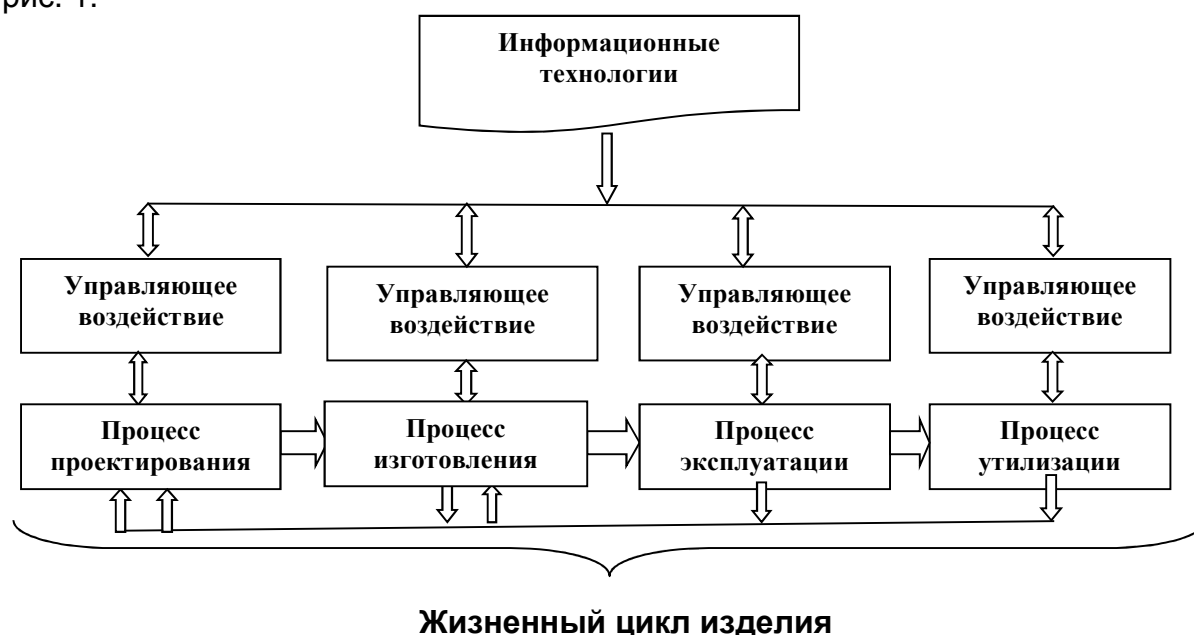 рис. 1.
Информационные
технологии
Управляющее
воздействие
Управляющее
воздействие
Управляющее
воздействие
Управляющее
воздействие
Процесс
проектирования
Процесс
изготовления
Процесс
эксплуатации
Процесс
утилизации
Жизненный цикл изделия